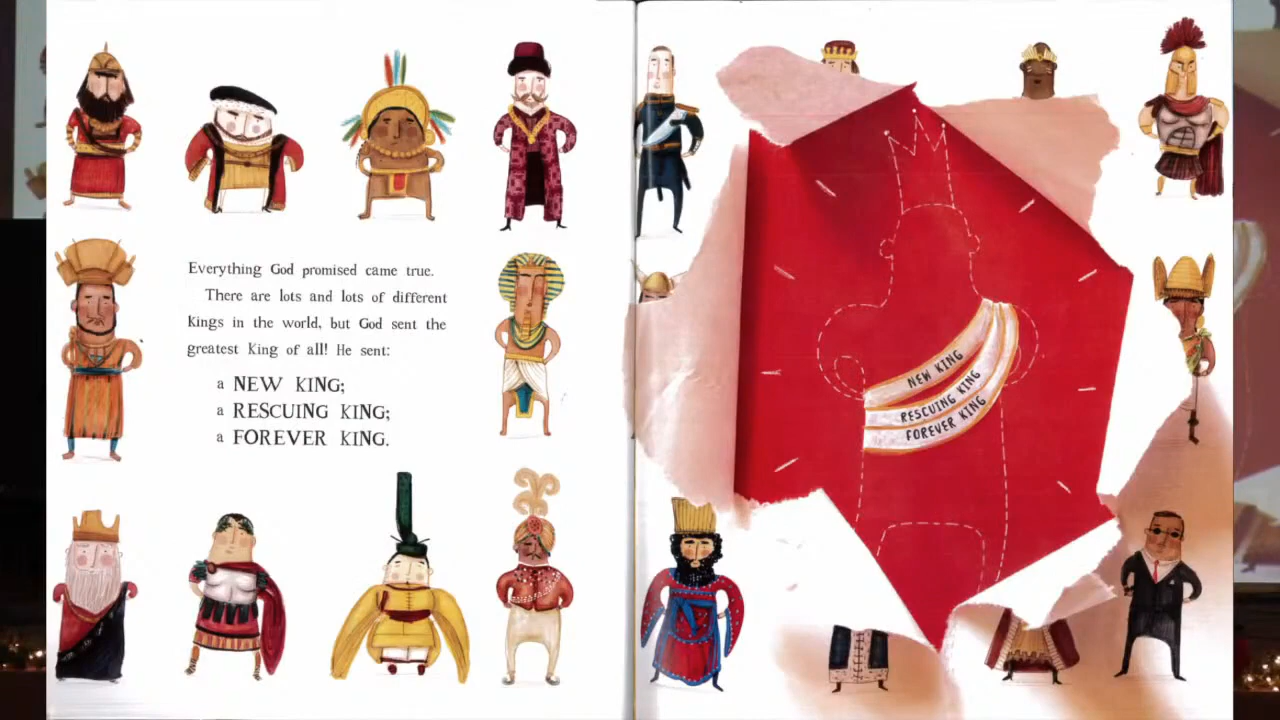 Everything God promised came true.
There are lots and lots of different
kings in the world, but God sent the
greatest King of all! He sent:
a NEW KING;
a RESCUING KING;
a FOREVER KING.
NEW KING
RESCUING KING
FOREVER KING